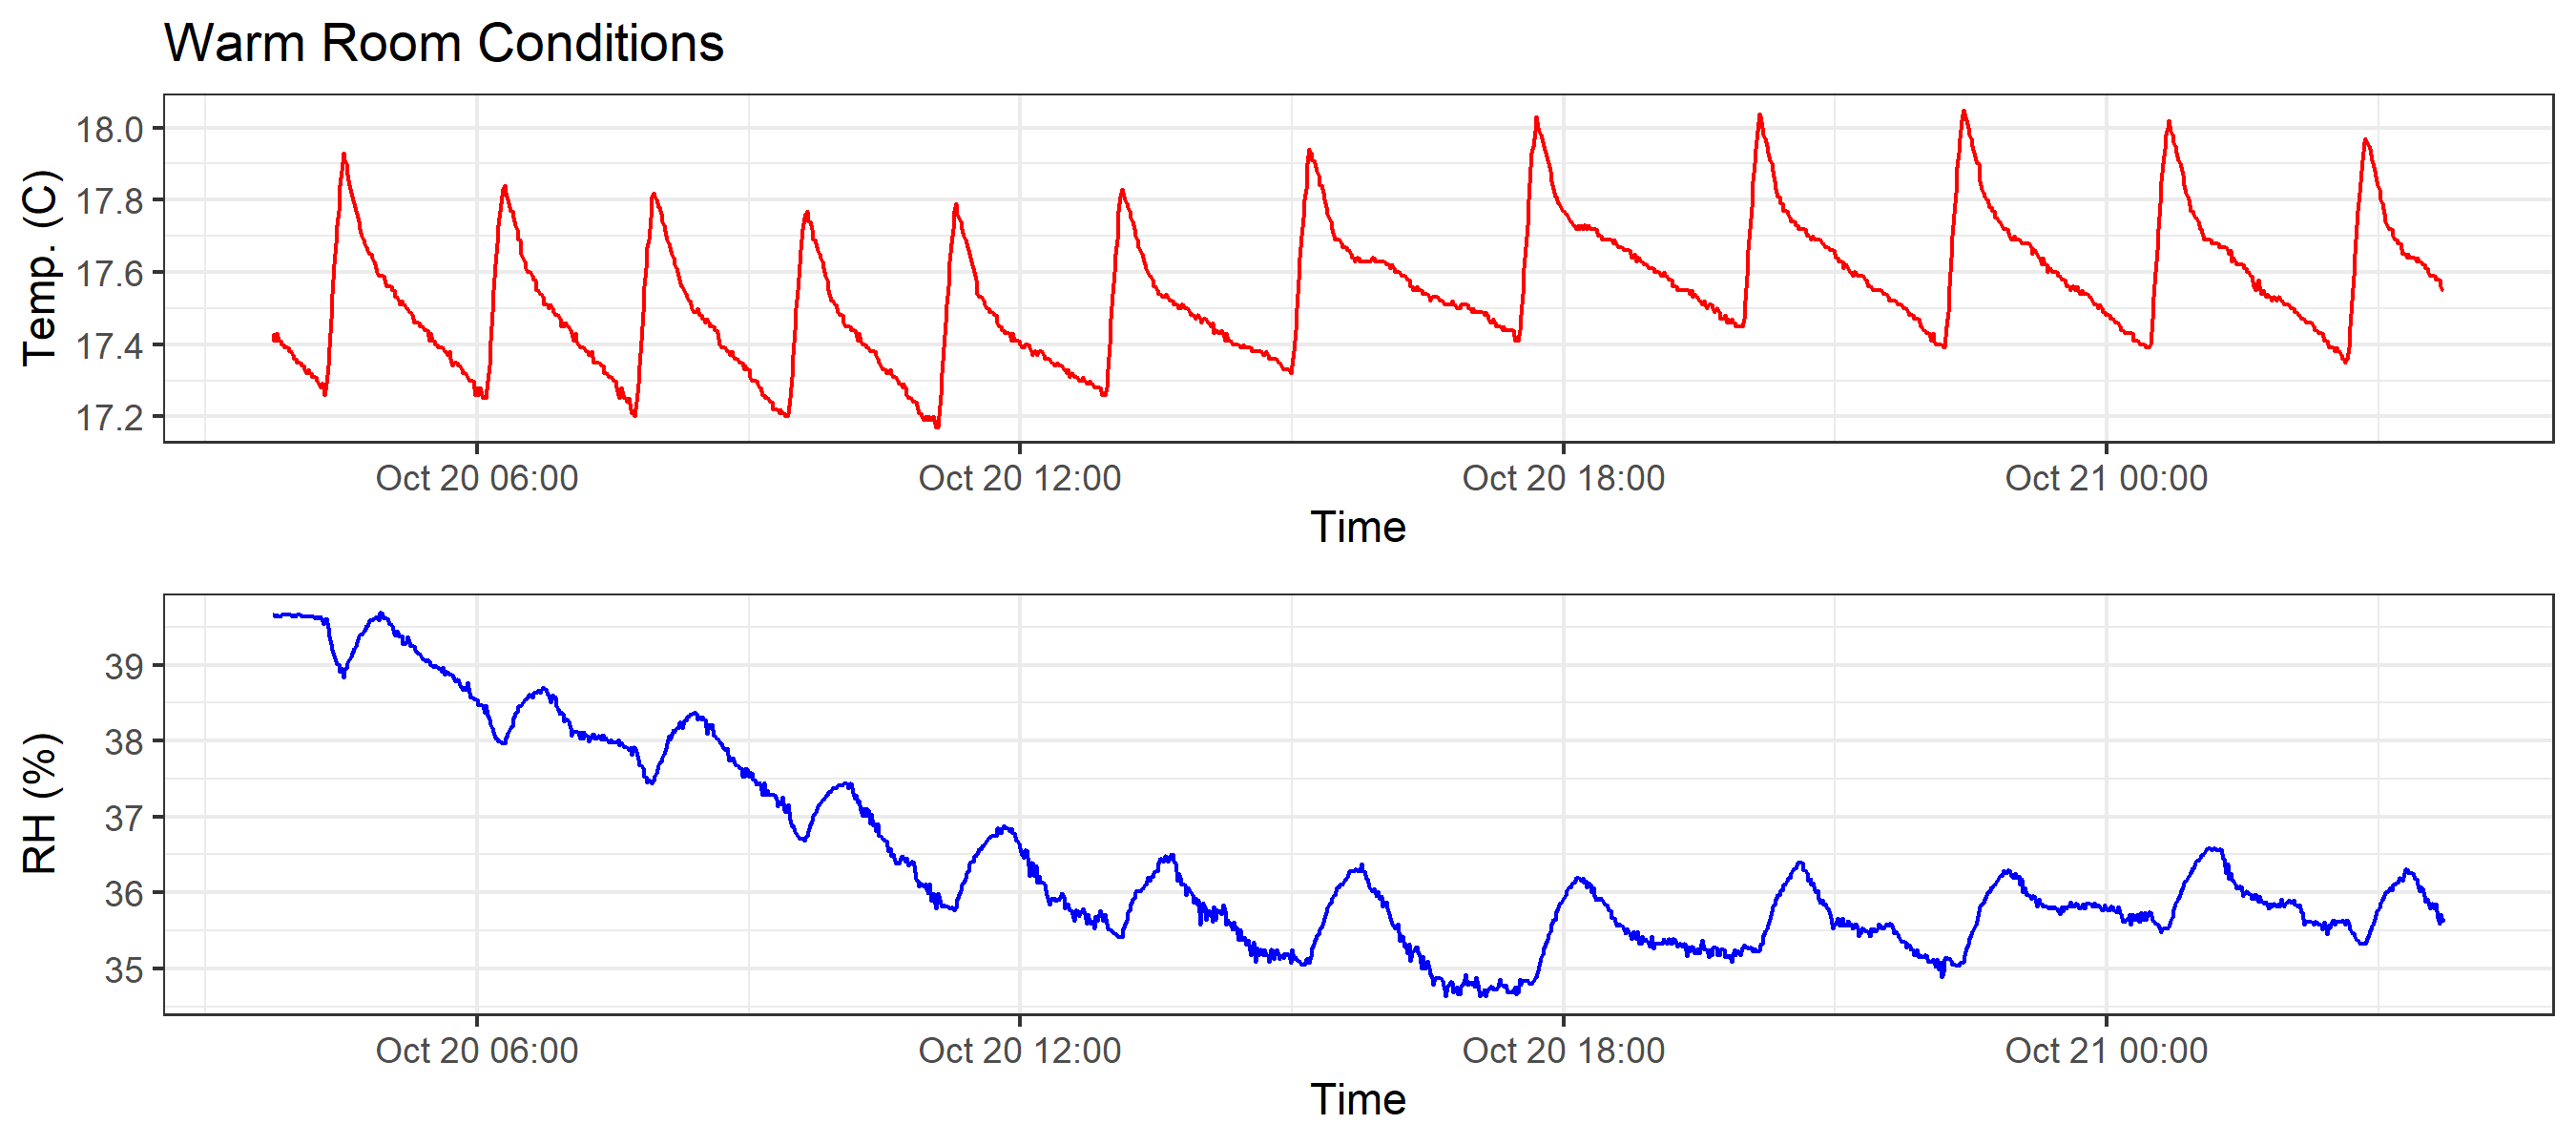 Warm Room Conditions
Temp. (C)
18.0
17.8
17.6
17.4
17.2
Oct 20 06:00 Oct 20 12:00 Oct 20 18:00 Oct 21 00:00
Time
RH (%)
39
38
37
36
35
Oct 20 06:00 Oct 20 12:00 Oct 20 18:00 Oct 21 00:00
Time